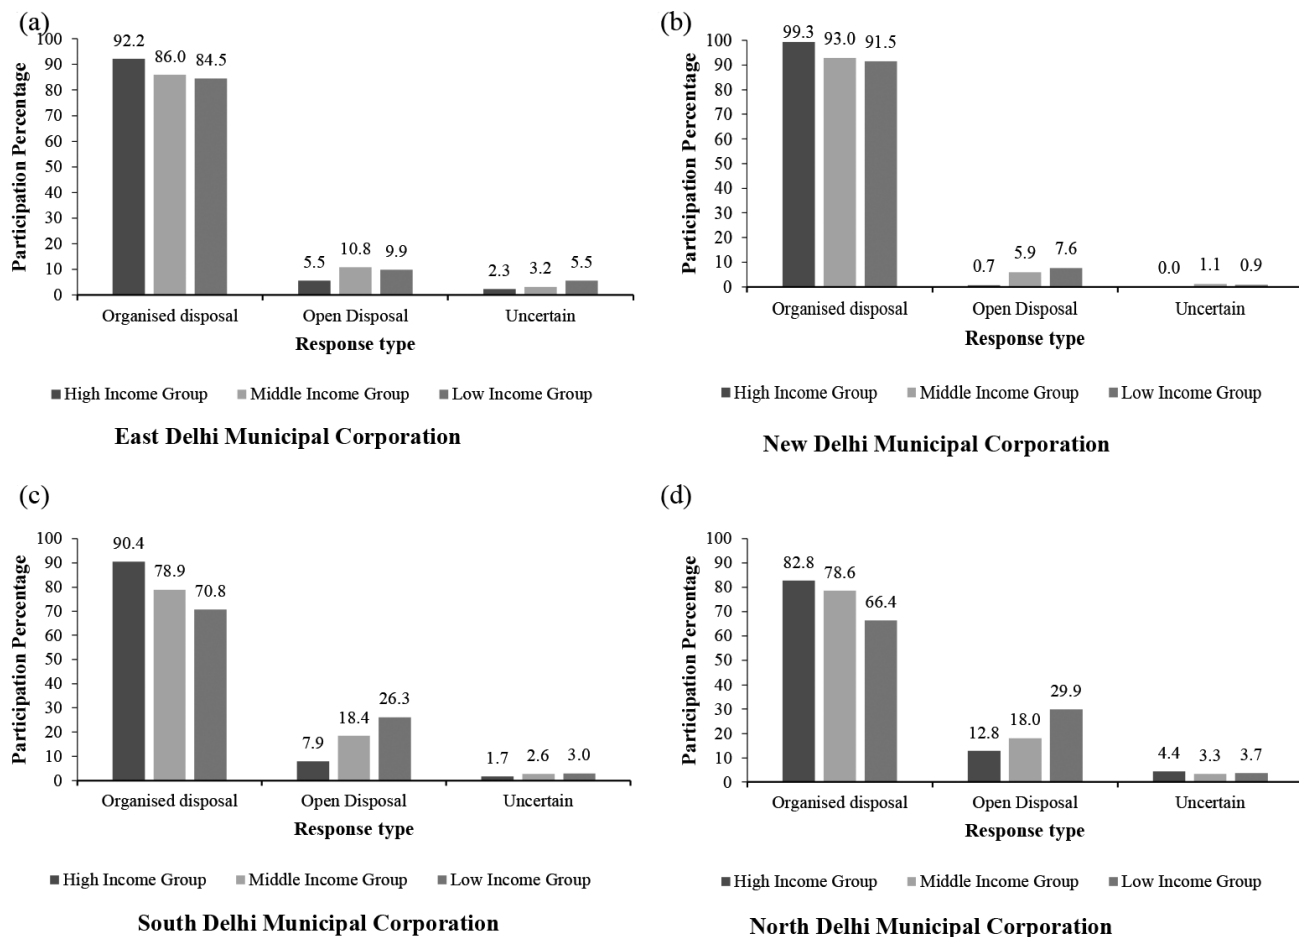 (a)
Participation Percentage
100
90
80
70
60
50
40
30
20
10
0
92.2 86.0 84.5
5.5 10.8 9.9
2.3 3.2 5.5
Organised disposal Open Disposal Uncertain
Response type
High Income Group Middle Income Group Low Income Group
East Delhi Municipal Corporation
(b)
Participation Percentage
100
90
80
70
60
50
40
30
20
10
0
99.3 93.0 91.5
0.7 5.9 7.6
0.0 1.1 0.9
Organised disposal Open Disposal Uncertain
Response type
High Income Group Middle Income Group Low Income Group
New Delhi Municipal Corporation
(c)
Participation Percentage
100
90
80
70
60
50
40
30
20
10
0
90.4 78.9 70.8
7.9 18.4 26.3
1.7 2.6 3.0
Organised disposal Open Disposal Uncertain
Response type
High Income Group Middle Income Group Low Income Group
South Delhi Municipal Corporation
(d)
Participation Percentage
100
90
80
70
60
50
40
30
20
10
0
82.8 78.6 66.4
12.8 18.0 29.9
4.4 3.3 3.7
Organised disposal Open Disposal Uncertain
Response type
High Income Group Middle Income Group Low Income Group
North Delhi Municipal Corporation